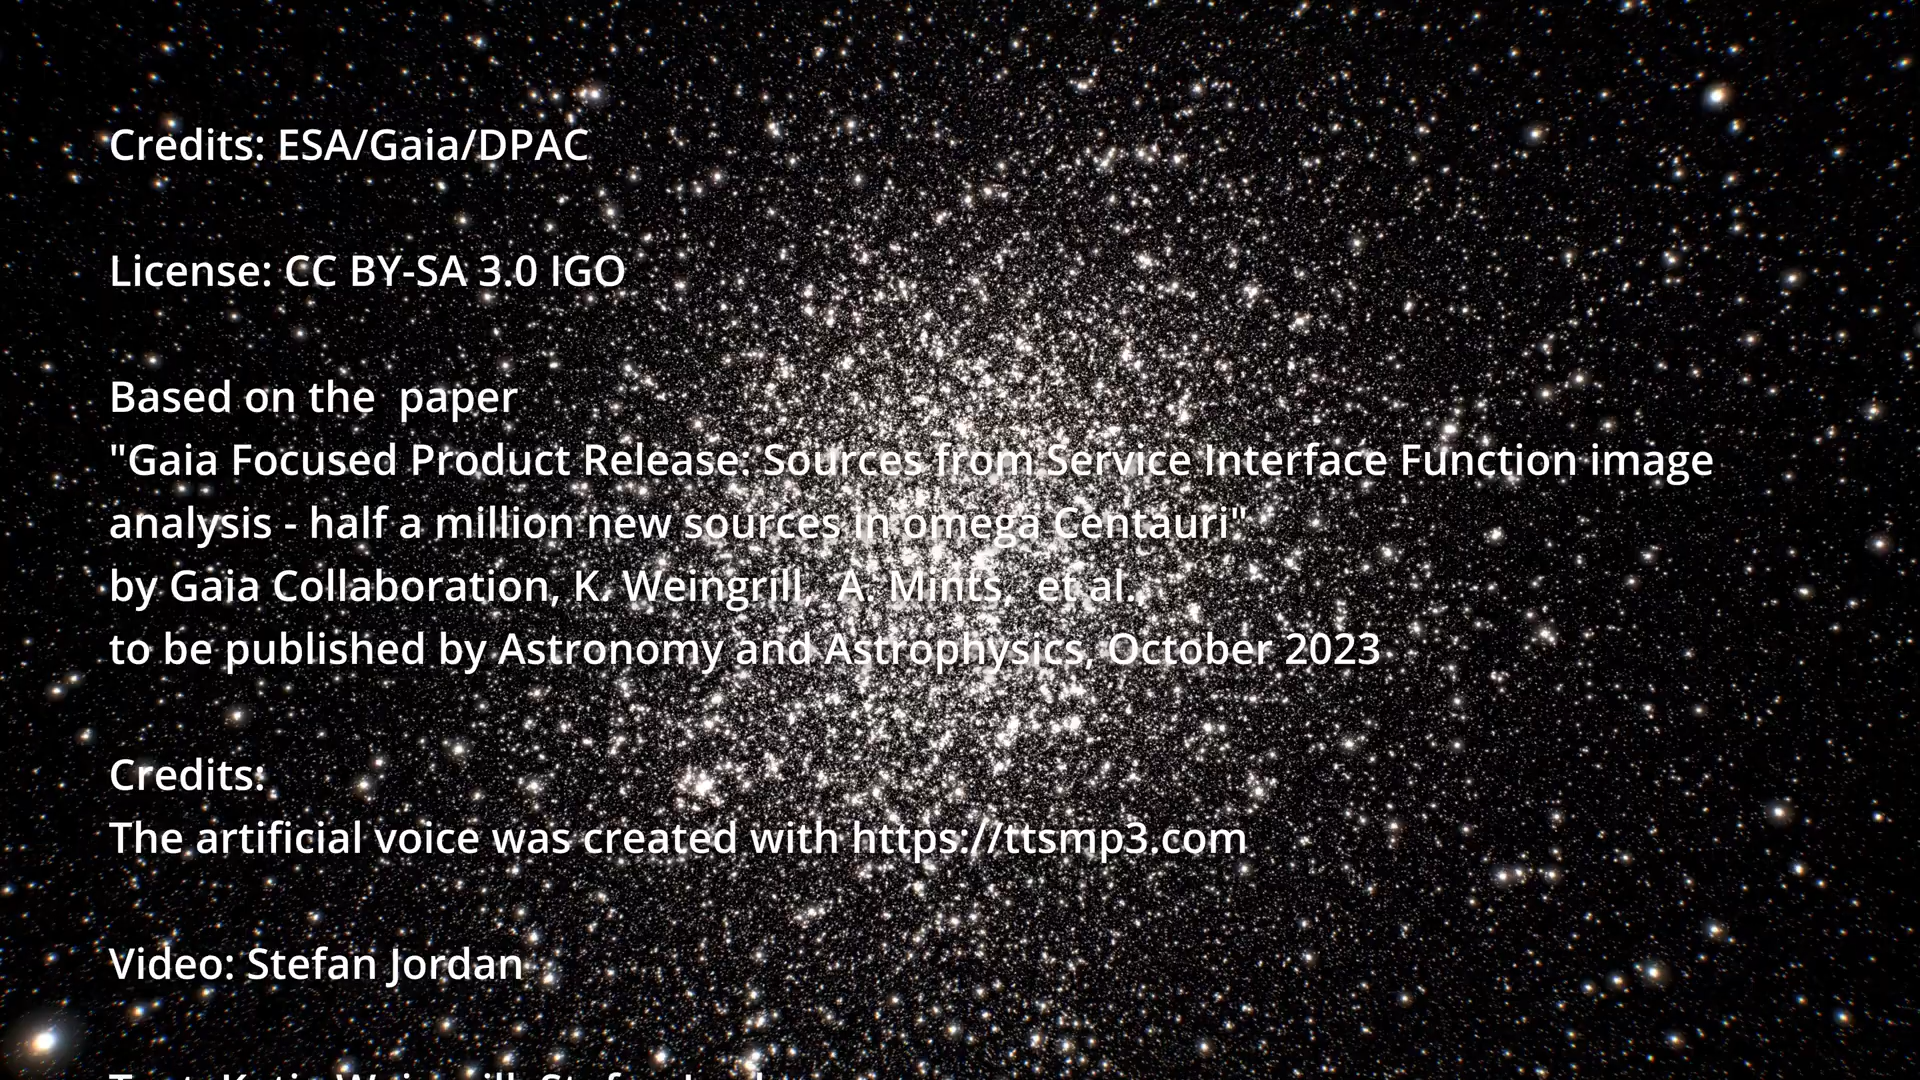 Credits: ESA/Gaia/DPAC
License: CC BY-SA 3.0 IGO
Based on the  paper
"Gaia Focused Product Release: Sources from Service Interface Function image
analysis - half a million new sources in omega Centauri"
by Gaia Collaboration, K. Weingrill,  A. Mints,  et al.,
to be published by Astronomy and Astrophysics, October 2023
Credits:
The artificial voice was created with https://ttsmp3.com
Video: Stefan Jordan